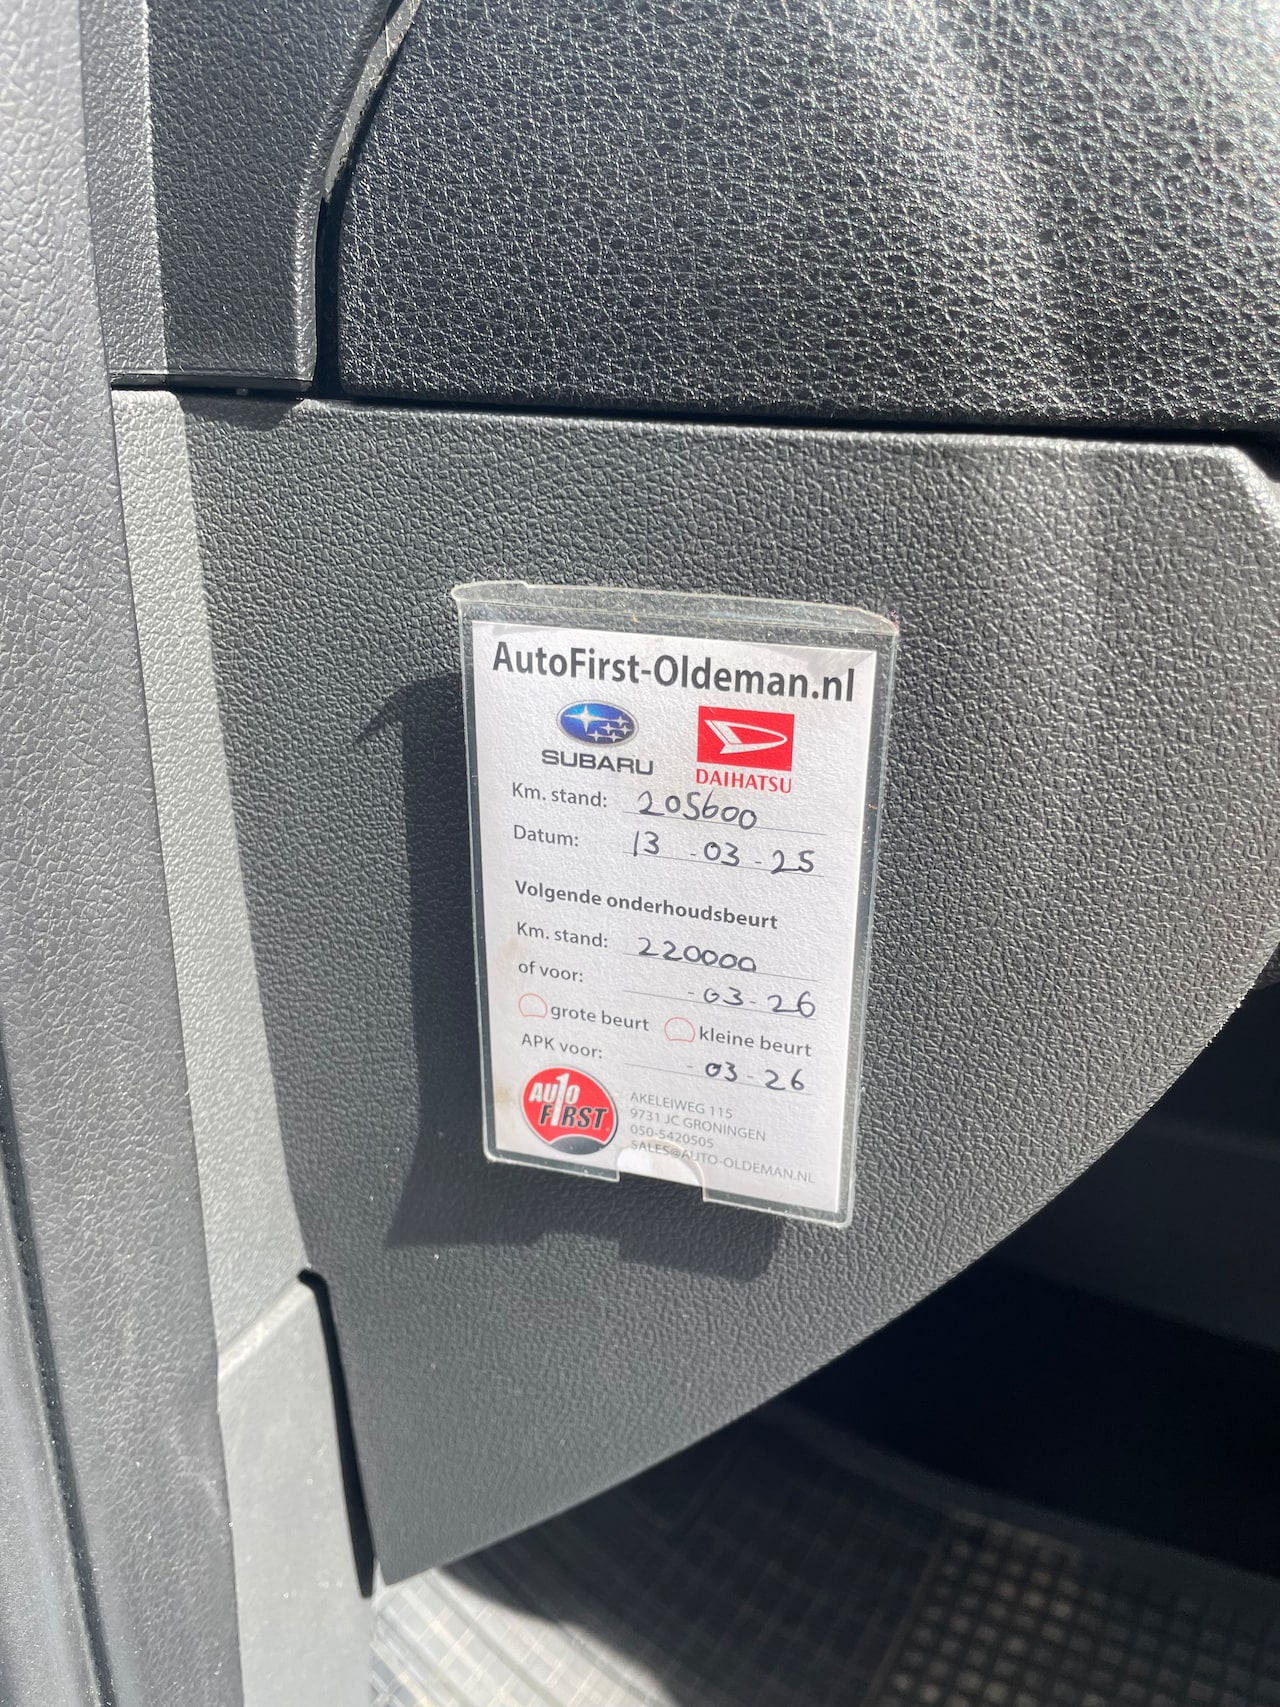 AutoFirst-Oldeman.nl
SUBARU DAIHATSU
Km. stand: 205600
Datum: 13 - 03 - 25
Volgende onderhoudsbeurt
Km. stand: 220000
of voor: - 03 - 26
grote beurt kleine beurt
APK voor: - 03 - 26
AUTO 1 FIRST
AKELEIWEG 115
9731 JC GRONINGEN
050-5420505
SALES@AUTO-OLDEMAN.NL